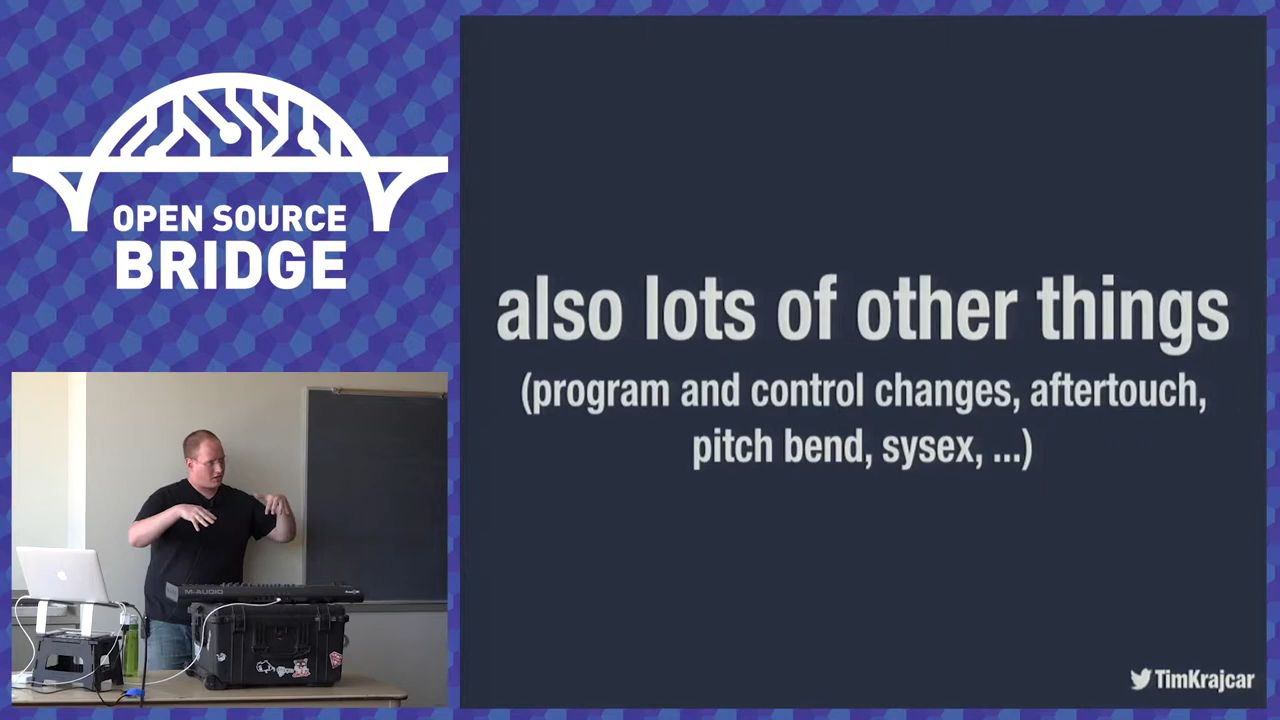 OPEN SOURCE
BRIDGE
also lots of other things
(program and control changes, aftertouch,
pitch bend, sysex, ...)
M-AUDIO
TimKrajcar